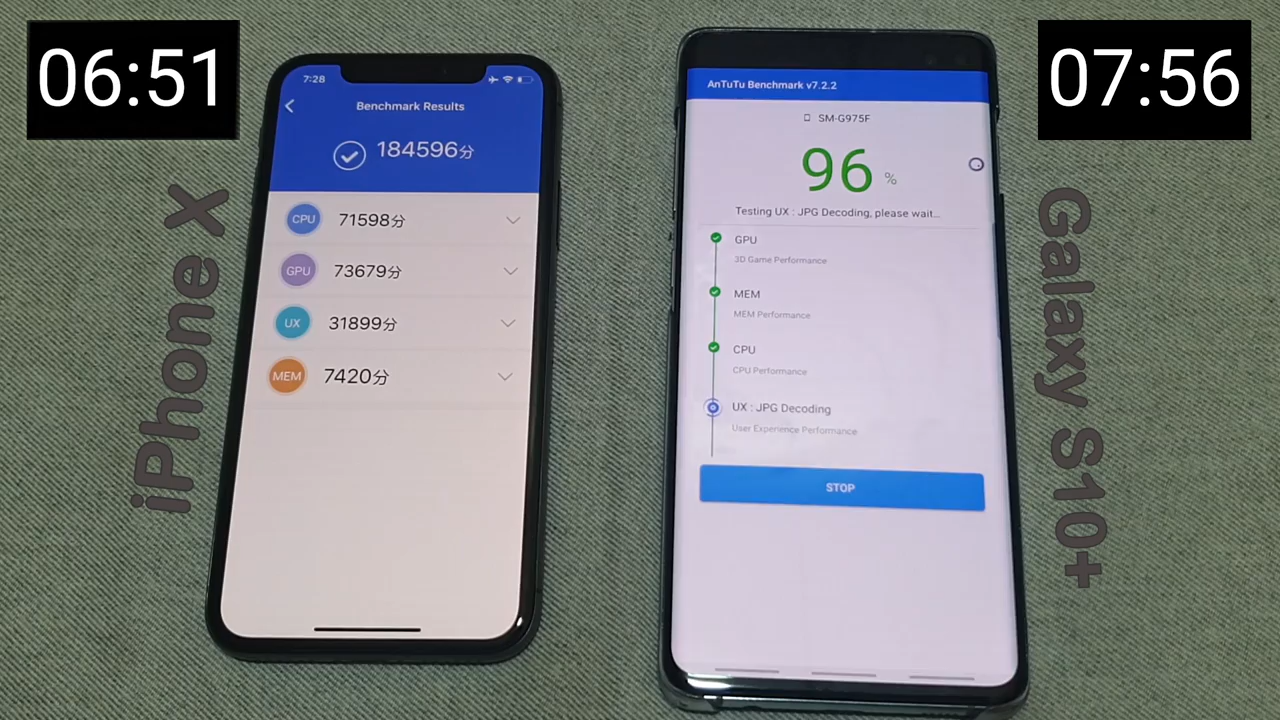 06:51
07:56
iPhone X
Galaxy S10+
7:28
Benchmark Results
184596分
CPU 71598分
GPU 73679分
UX 31899分
MEM 7420分
AnTuTu Benchmark v7.2.2
SM-G975F
96 %
Testing UX : JPG Decoding, please wait...
GPU
3D Game Performance
MEM
MEM Performance
CPU
CPU Performance
UX : JPG Decoding
User Experience Performance
STOP